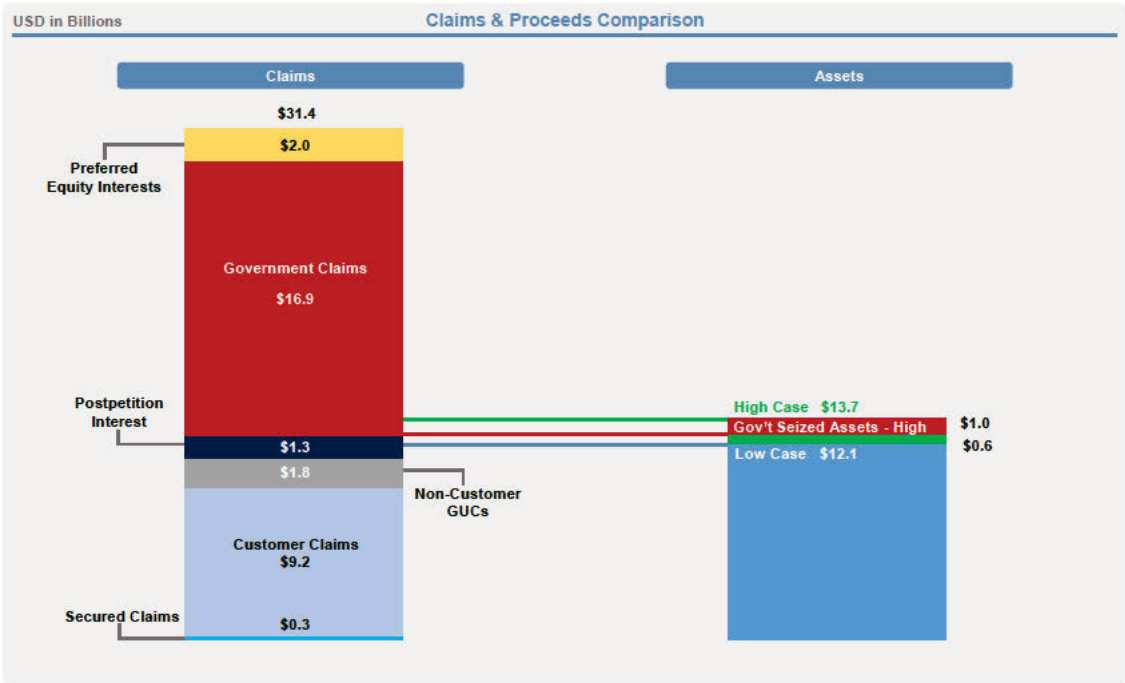 USD in Billions
Claims & Proceeds Comparison
Claims
Assets
$31.4
$2.0
Preferred
Equity Interests
Government Claims
$16.9
Postpetition
Interest
$1.3
$1.8
Non-Customer
GUCs
Customer Claims
$9.2
Secured Claims
$0.3
High Case $13.7
Gov't Seized Assets - High
$1.0
$0.6
Low Case $12.1